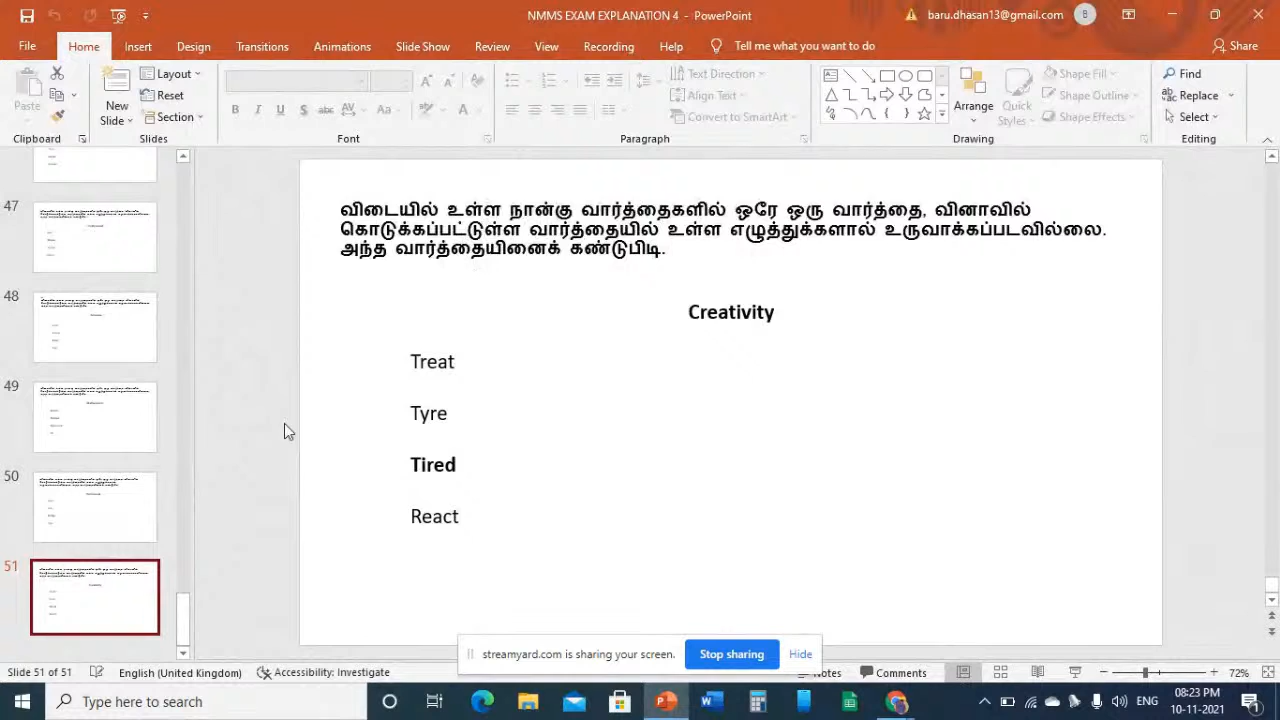 NMMS EXAM EXPLANATION 4 - PowerPoint
baru.dhasan13@gmail.com
B
File Home Insert Design Transitions Animations Slide Show Review View Recording Help Tell me what you want to do Share
Paste
New Slide
Layout
Reset
Section
B I U S abc AV Aa A
Text Direction
Align Text
Convert to SmartArt
Arrange
Quick Styles
Shape Fill
Shape Outline
Shape Effects
Find
Replace
Select
Clipboard Slides Font Paragraph Drawing Editing
47
48
49
50
51
விடையில் உள்ள நான்கு வார்த்தைகளில் ஒரே ஒரு வார்த்தை, வினாவில்
கொடுக்கப்பட்டுள்ள வார்த்தையில் உள்ள எழுத்துக்களால் உருவாக்கப்படவில்லை.
அந்த வார்த்தையினைக் கண்டுபிடி.
Creativity
Treat
Tyre
Tired
React
streamyard.com is sharing your screen. Stop sharing Hide
Slide 51 of 51 English (United Kingdom) Accessibility: Investigate Notes Comments 72%
Type here to search
ENG
08:23 PM
10-11-2021
1